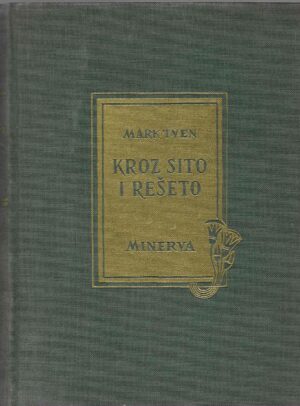 MARK TVEN
KROZ SITO
I REŠETO
MINERVA